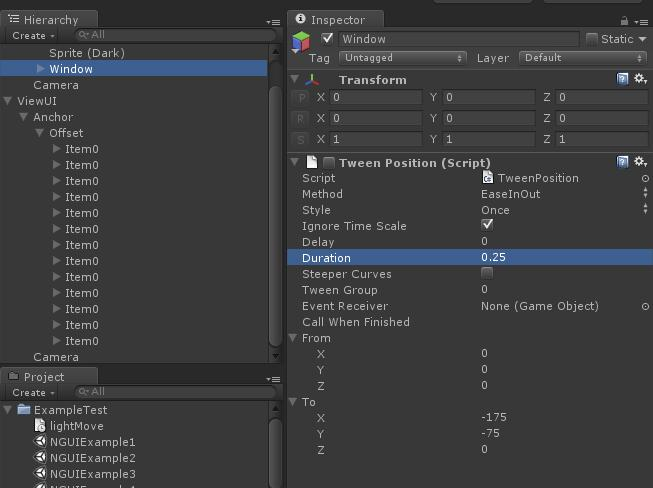 Hierarchy
Create
All
Sprite (Dark)
Window
Camera
ViewUI
Anchor
Offset
Item0
Item0
Item0
Item0
Item0
Item0
Item0
Item0
Item0
Item0
Item0
Item0
Item0
Camera
Project
Create
All
ExampleTest
lightMove
NGUIExample1
NGUIExample2
NGUIExample3
Inspector
Window Static
Tag Untagged Layer Default
Transform
P X 0 Y 0 Z 0
R X 0 Y 0 Z 0
S X 1 Y 1 Z 1
Tween Position (Script)
Script TweenPosition
Method EaseInOut
Style Once
Ignore Time Scale
Delay 0
Duration 0.25
Steeper Curves
Tween Group 0
Event Receiver None (Game Object)
Call When Finished
From
X 0
Y 0
Z 0
To
X -175
Y -75
Z 0